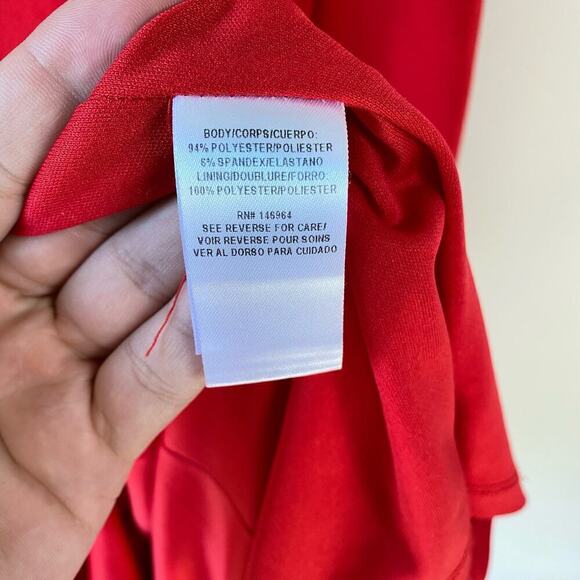 BODY/CORPS/CUERPO:
94% POLYESTER/POLIESTER
6% SPANDEX/ELASTANO
LINING/DOUBLURE/FORRO:
100% POLYESTER/POLIESTER
RN# 146964
SEE REVERSE FOR CARE/
VOIR REVERSE POUR SOINS
VER AL DORSO PARA CUIDADO